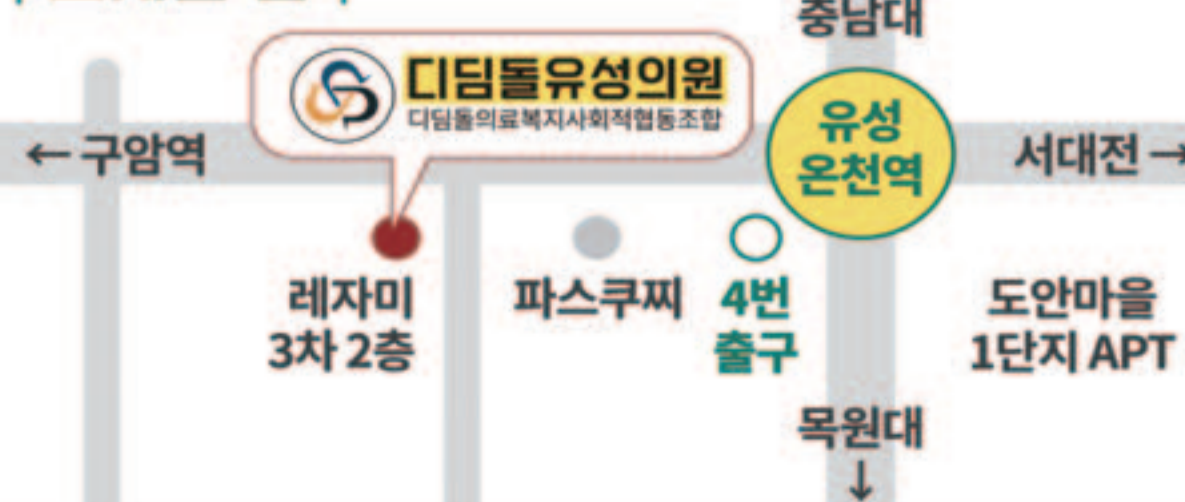 충남대
디딤돌유성의원
디딤돌의료복지사회적협동조합
유성
온천역
← 구암역
서대전 →
레자미
3차 2층
파스쿠찌
4번
출구
도안마을
1단지 APT
목원대
↓